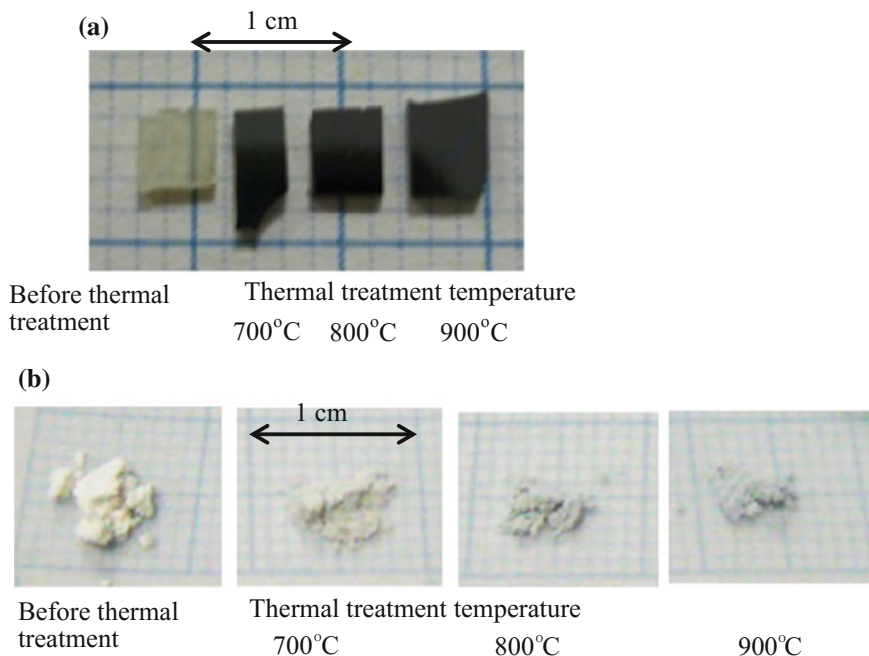 (a)
1 cm
Before thermal
treatment
Thermal treatment temperature
700°C 800°C 900°C
(b)
1 cm
Before thermal
treatment
Thermal treatment temperature
700°C 800°C 900°C